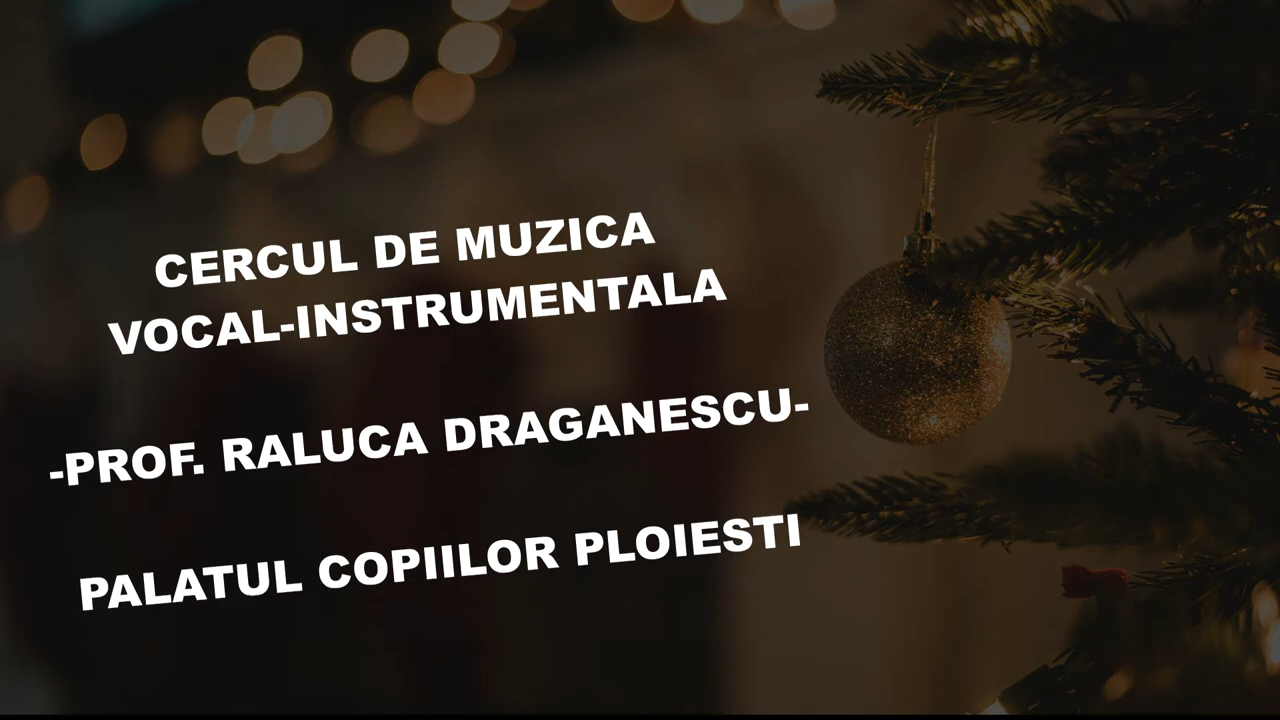 CERCUL DE MUZICA
VOCAL-INSTRUMENTALA
-PROF. RALUCA DRAGANESCU-
PALATUL COPIILOR PLOIESTI